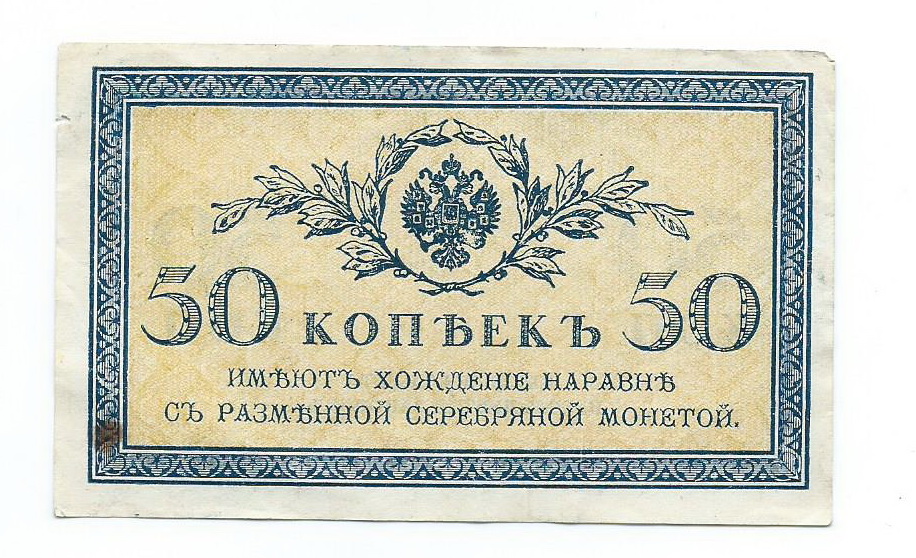 50 КОПѢЕКЪ 50
ИМѢЮТЪ ХОЖДЕНІЕ НАРАВНѢ
СЪ РАЗМѢННОЙ СЕРЕБРЯНОЙ МОНЕТОЙ.